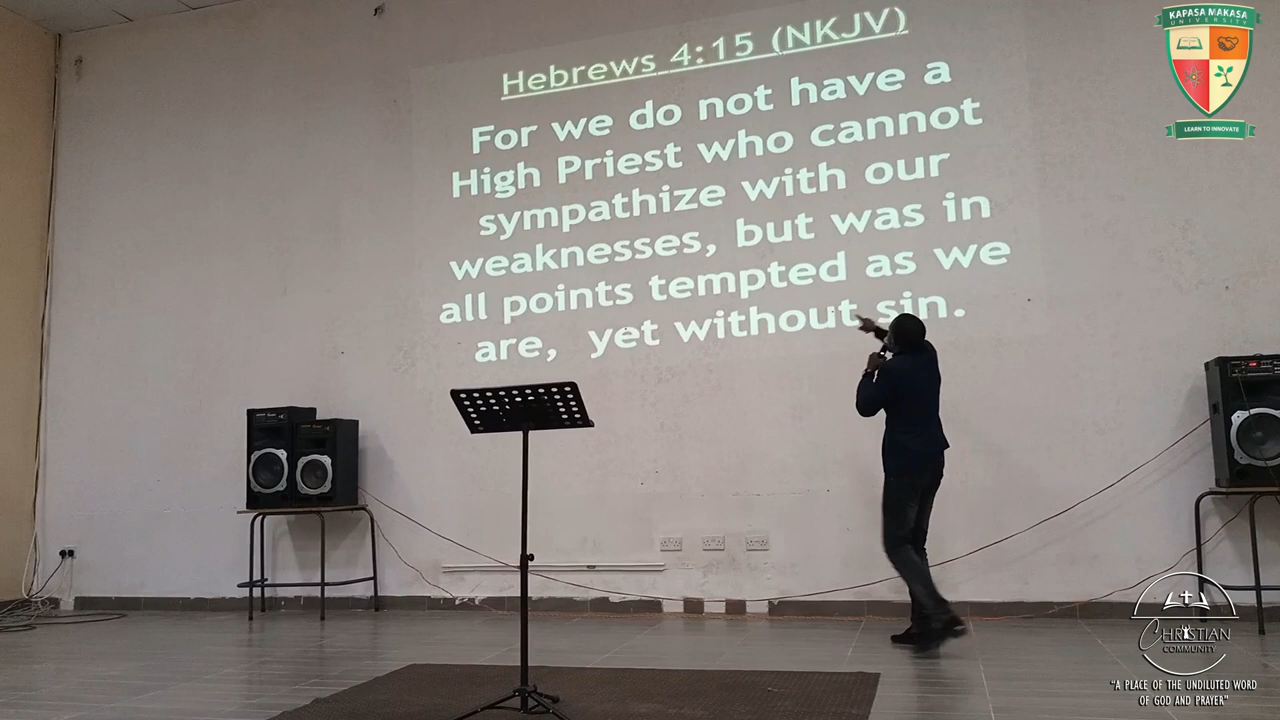 Hebrews 4:15 (NKJV)
For we do not have a
High Priest who cannot
sympathize with our
weaknesses, but was in
all points tempted as we
are, yet without sin.
KAPASA MAKASA
UNIVERSITY
LEARN TO INNOVATE
CHRISTIAN
COMMUNITY
"A PLACE OF THE UNDILUTED WORD
OF GOD AND PRAYER"